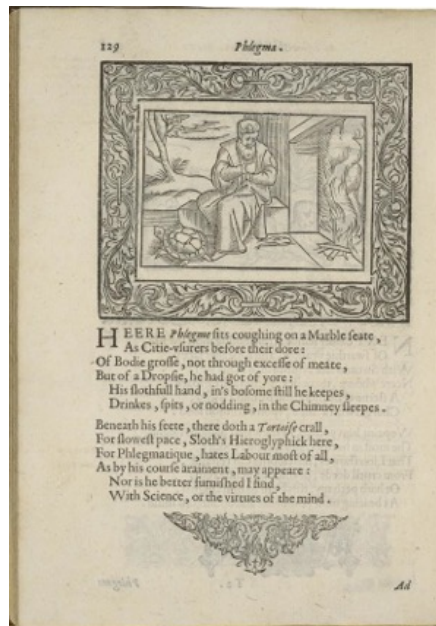 129
Phlegma.
HEERE Phlegme sits coughing on a Marble seate,
As Citie-vsurers before their dore:
Of Bodie grosse, not through excesse of meate,
But of a Dropsie, he had got of yore:
His slothfull hand, in's bosome still he keepes,
Drinkes, spits, or nodding, in the Chimney sleepes.
Beneath his feete, there doth a Tortoise crall,
For slowest pace, Sloth's Hieroglyphick here,
For Phlegmatique, hates Labour most of all,
As by his course araiment, may appeare:
Nor is he better furnished I find,
With Science, or the virtues of the mind.
Ad